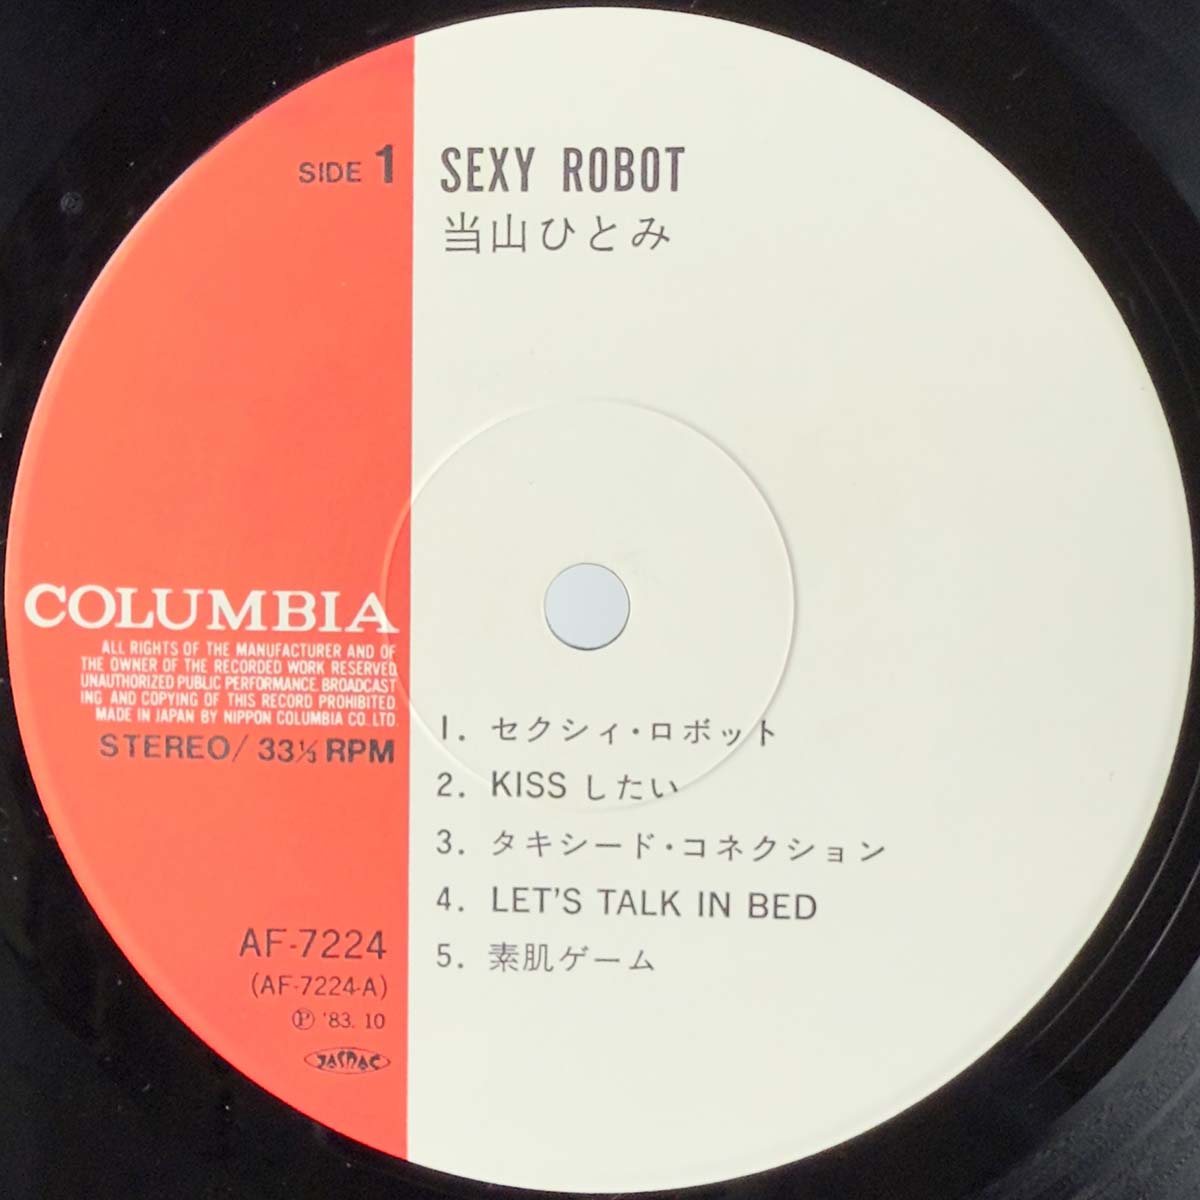 SIDE 1
SEXY ROBOT
当山ひとみ
COLUMBIA
ALL RIGHTS OF THE MANUFACTURER AND OF
THE OWNER OF THE RECORDED WORK RESERVED
UNAUTHORIZED PUBLIC PERFORMANCE. BROADCAST
ING AND COPYING OF THIS RECORD PROHIBITED.
MADE IN JAPAN BY NIPPON COLUMBIA CO. LTD.
STEREO/ 33⅓ RPM
1. セクシィ・ロボット
2. KISS したい
3. タキシード・コネクション
4. LET'S TALK IN BED
5. 素肌ゲーム
AF-7224
(AF-7224-A)
Ⓟ '83. 10
JASRAC